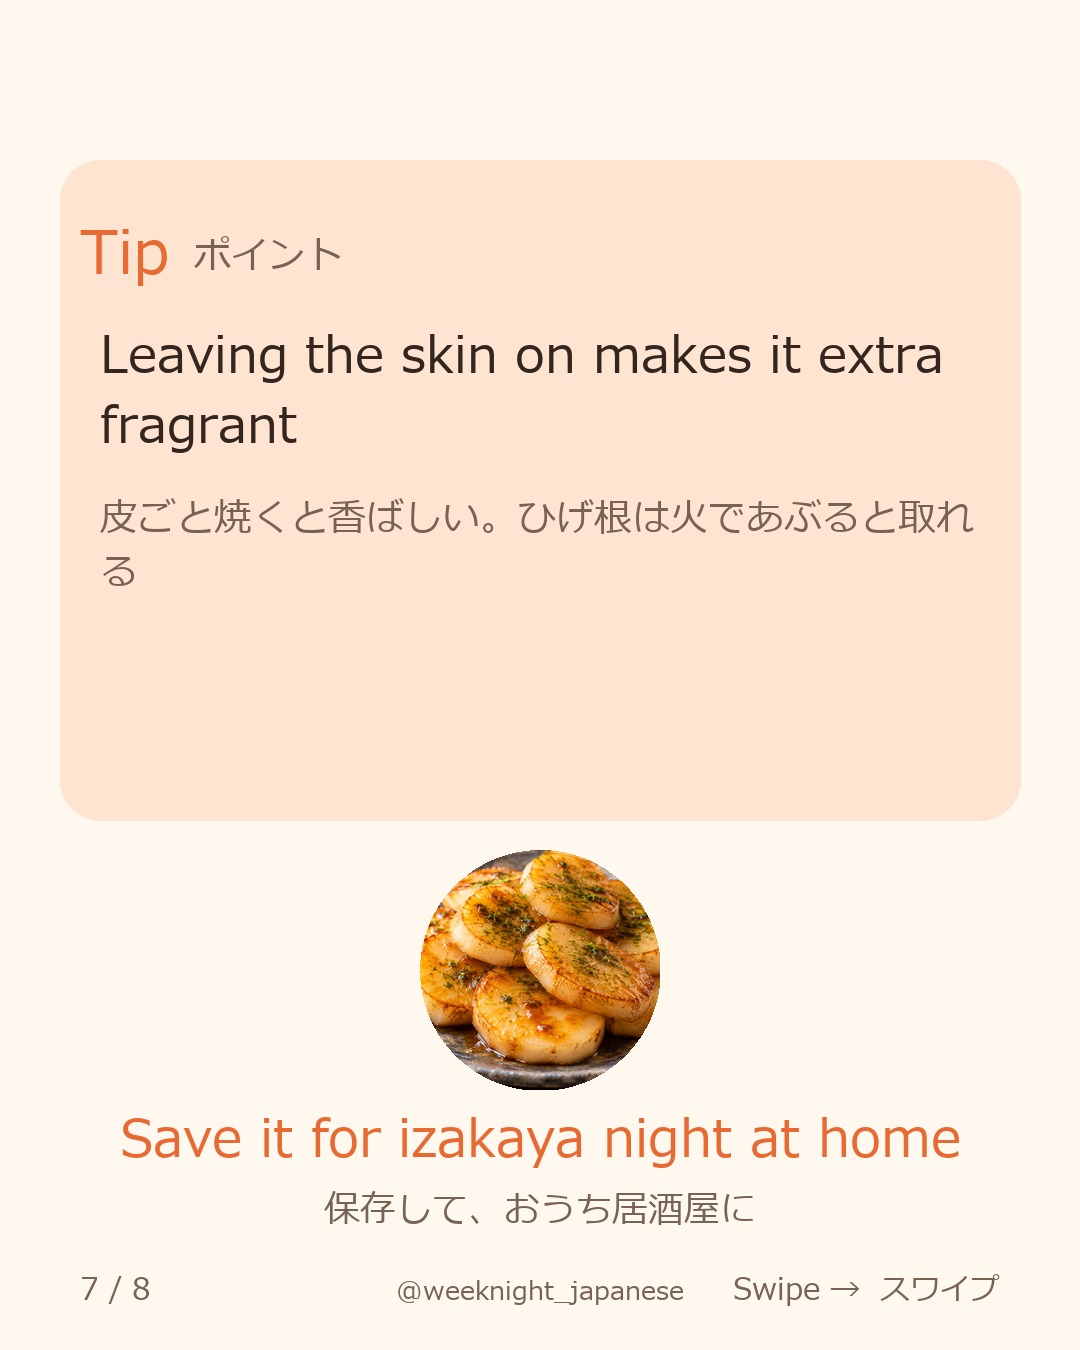 Tip ポイント
Leaving the skin on makes it extra
fragrant
皮ごと焼くと香ばしい。ひげ根は火であぶると取れ
る
Save it for izakaya night at home
保存して、おうち居酒屋に
7 / 8 @weeknight_japanese Swipe → スワイプ